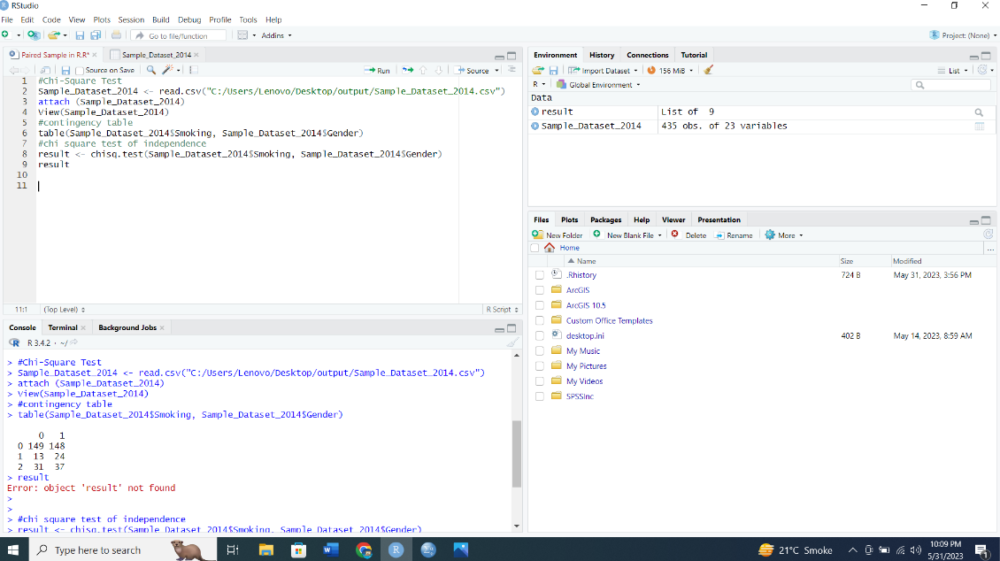 RStudio
File Edit Code View Plots Session Build Debug Profile Tools Help
Go to file/function Addins Project: (None)
Paired Sample in R.R* Sample_Dataset_2014
Source on Save Run Source
1 #Chi-Square Test
2 Sample_Dataset_2014 <- read.csv("C:/Users/Lenovo/Desktop/output/Sample_Dataset_2014.csv")
3 attach (Sample_Dataset_2014)
4 View(Sample_Dataset_2014)
5 #contingency table
6 table(Sample_Dataset_2014$Smoking, Sample_Dataset_2014$Gender)
7 #chi square test of independence
8 result <- chisq.test(Sample_Dataset_2014$Smoking, Sample_Dataset_2014$Gender)
9 result
10
11
11:1 (Top Level) R Script
Console Terminal Background Jobs
R 3.4.2 · ~/
> #Chi-Square Test
> Sample_Dataset_2014 <- read.csv("C:/Users/Lenovo/Desktop/output/Sample_Dataset_2014.csv")
> attach (Sample_Dataset_2014)
> View(Sample_Dataset_2014)
> #contingency table
> table(Sample_Dataset_2014$Smoking, Sample_Dataset_2014$Gender)
0 1
0 149 148
1 13 24
2 31 37
> result
Error: object 'result' not found
>
>
> #chi square test of independence
> result <- chisq.test(Sample_Dataset_2014$Smoking, Sample_Dataset_2014$Gender)
Environment History Connections Tutorial
Import Dataset 156 MiB List
R Global Environment
Data
result List of 9
Sample_Dataset_2014 435 obs. of 23 variables
Files Plots Packages Help Viewer Presentation
New Folder New Blank File Delete Rename More
Home ...
Name Size Modified
.Rhistory 724 B May 31, 2023, 3:56 PM
ArcGIS
ArcGIS 10.5
Custom Office Templates
desktop.ini 402 B May 14, 2023, 8:59 AM
My Music
My Pictures
My Videos
SPSSInc
Type here to search 21°C Smoke 10:09 PM
5/31/2023 1